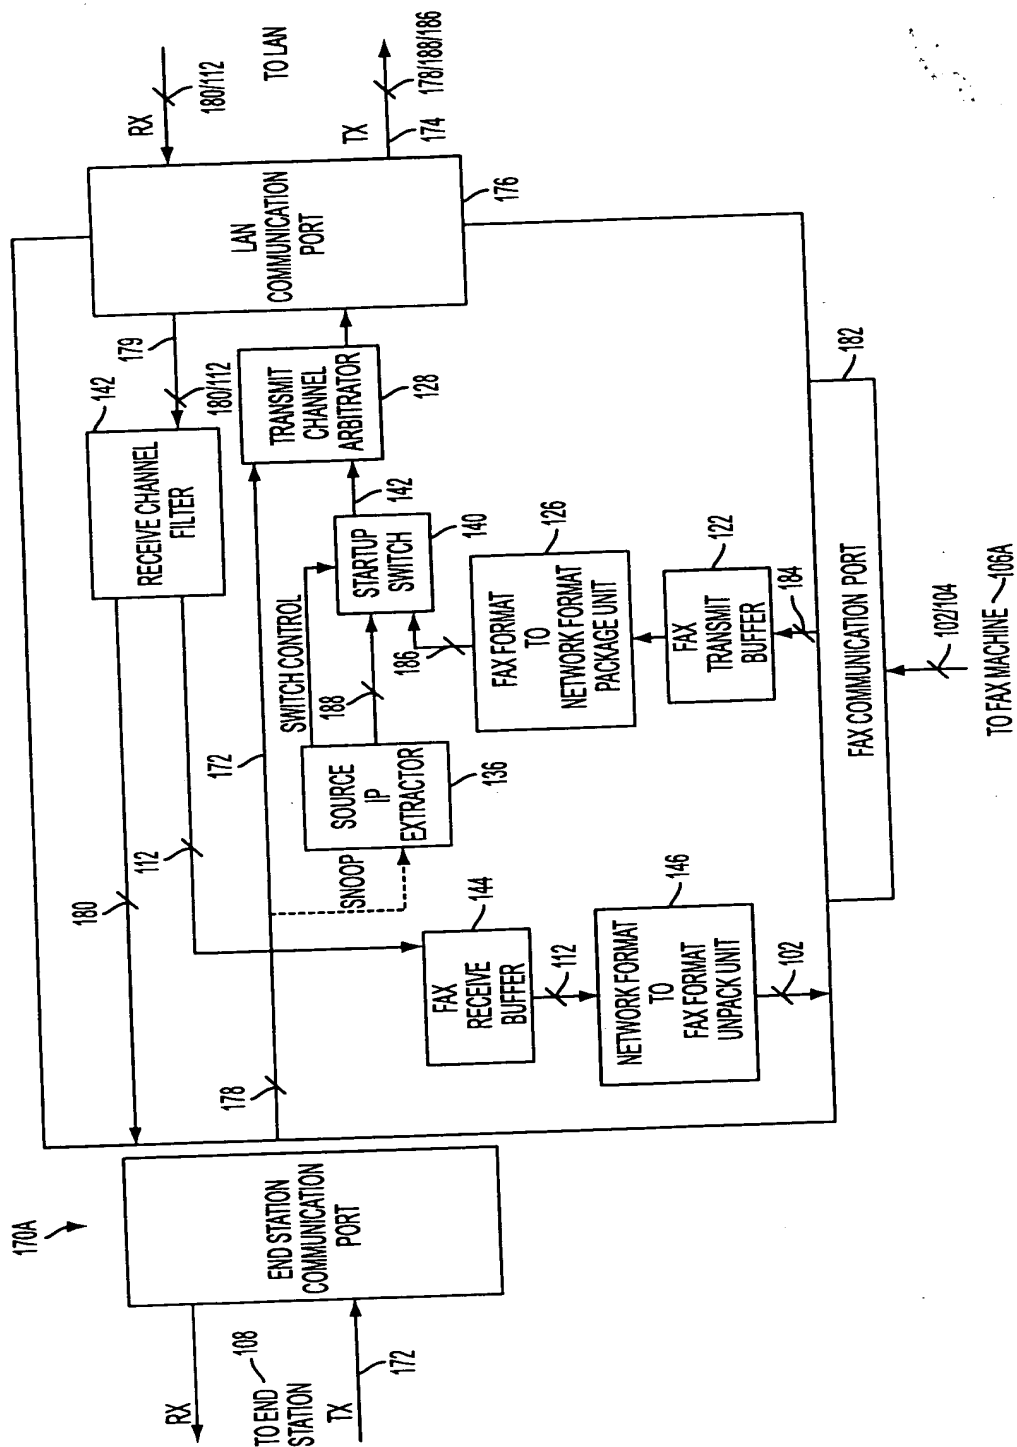 170A
RX
TO END
STATION
108
TX
172
END STATION
COMMUNICATION
PORT
180
112
178
172
RECEIVE CHANNEL
FILTER
142
179
180/112
RX
180/112
TO LAN
TX
174
178/188/186
LAN
COMMUNICATION
PORT
176
TRANSMIT
CHANNEL
ARBITRATOR
128
142
STARTUP
SWITCH
140
SWITCH CONTROL
188
186
SOURCE
IP
EXTRACTOR
136
SNOOP
FAX FORMAT
TO
NETWORK FORMAT
PACKAGE UNIT
126
FAX
TRANSMIT
BUFFER
122
184
FAX
RECEIVE
BUFFER
144
112
NETWORK FORMAT
TO
FAX FORMAT
UNPACK UNIT
146
102
FAX COMMUNICATION PORT
182
102/104
TO FAX MACHINE 106A